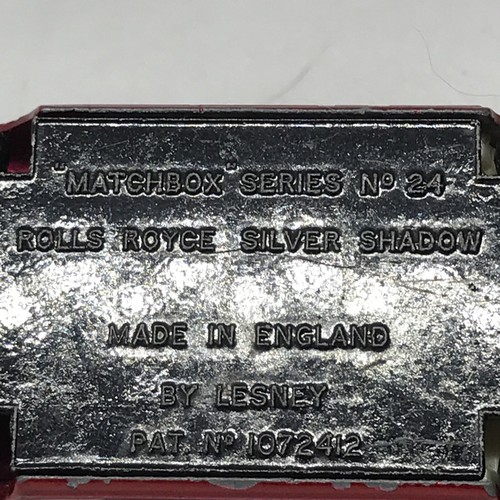 "MATCHBOX" SERIES Nº 24
ROLLS ROYCE SILVER SHADOW
MADE IN ENGLAND
BY LESNEY
PAT. Nº 1072412